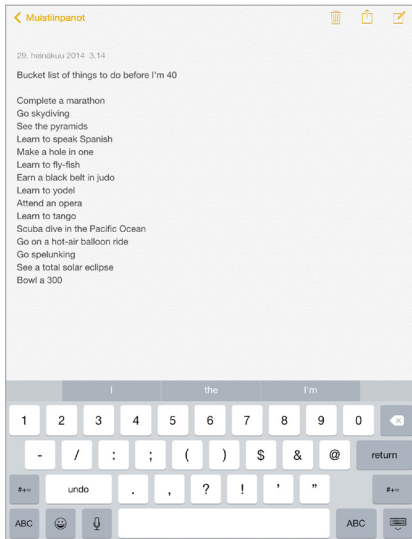 Muistiinpanot
29. heinäkuu 2014 3.14
Bucket list of things to do before I'm 40
Complete a marathon
Go skydiving
See the pyramids
Learn to speak Spanish
Make a hole in one
Learn to fly-fish
Earn a black belt in judo
Learn to yodel
Attend an opera
Learn to tango
Scuba dive in the Pacific Ocean
Go on a hot-air balloon ride
Go spelunking
See a total solar eclipse
Bowl a 300
I the I'm
1 2 3 4 5 6 7 8 9 0
- / : ; ( ) $ & @ return
#+= undo . , ? ! ' " #+=
ABC ABC